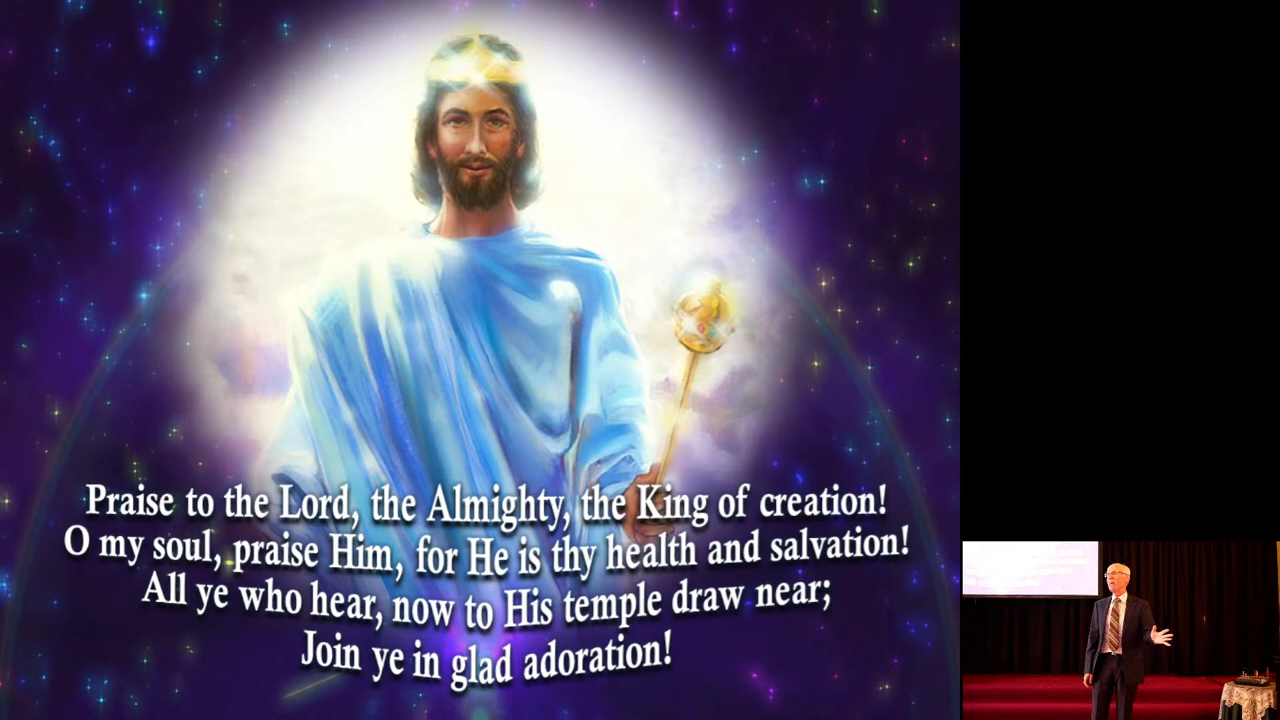 Praise to the Lord, the Almighty, the King of creation!
O my soul, praise Him, for He is thy health and salvation!
All ye who hear, now to His temple draw near;
Join ye in glad adoration!